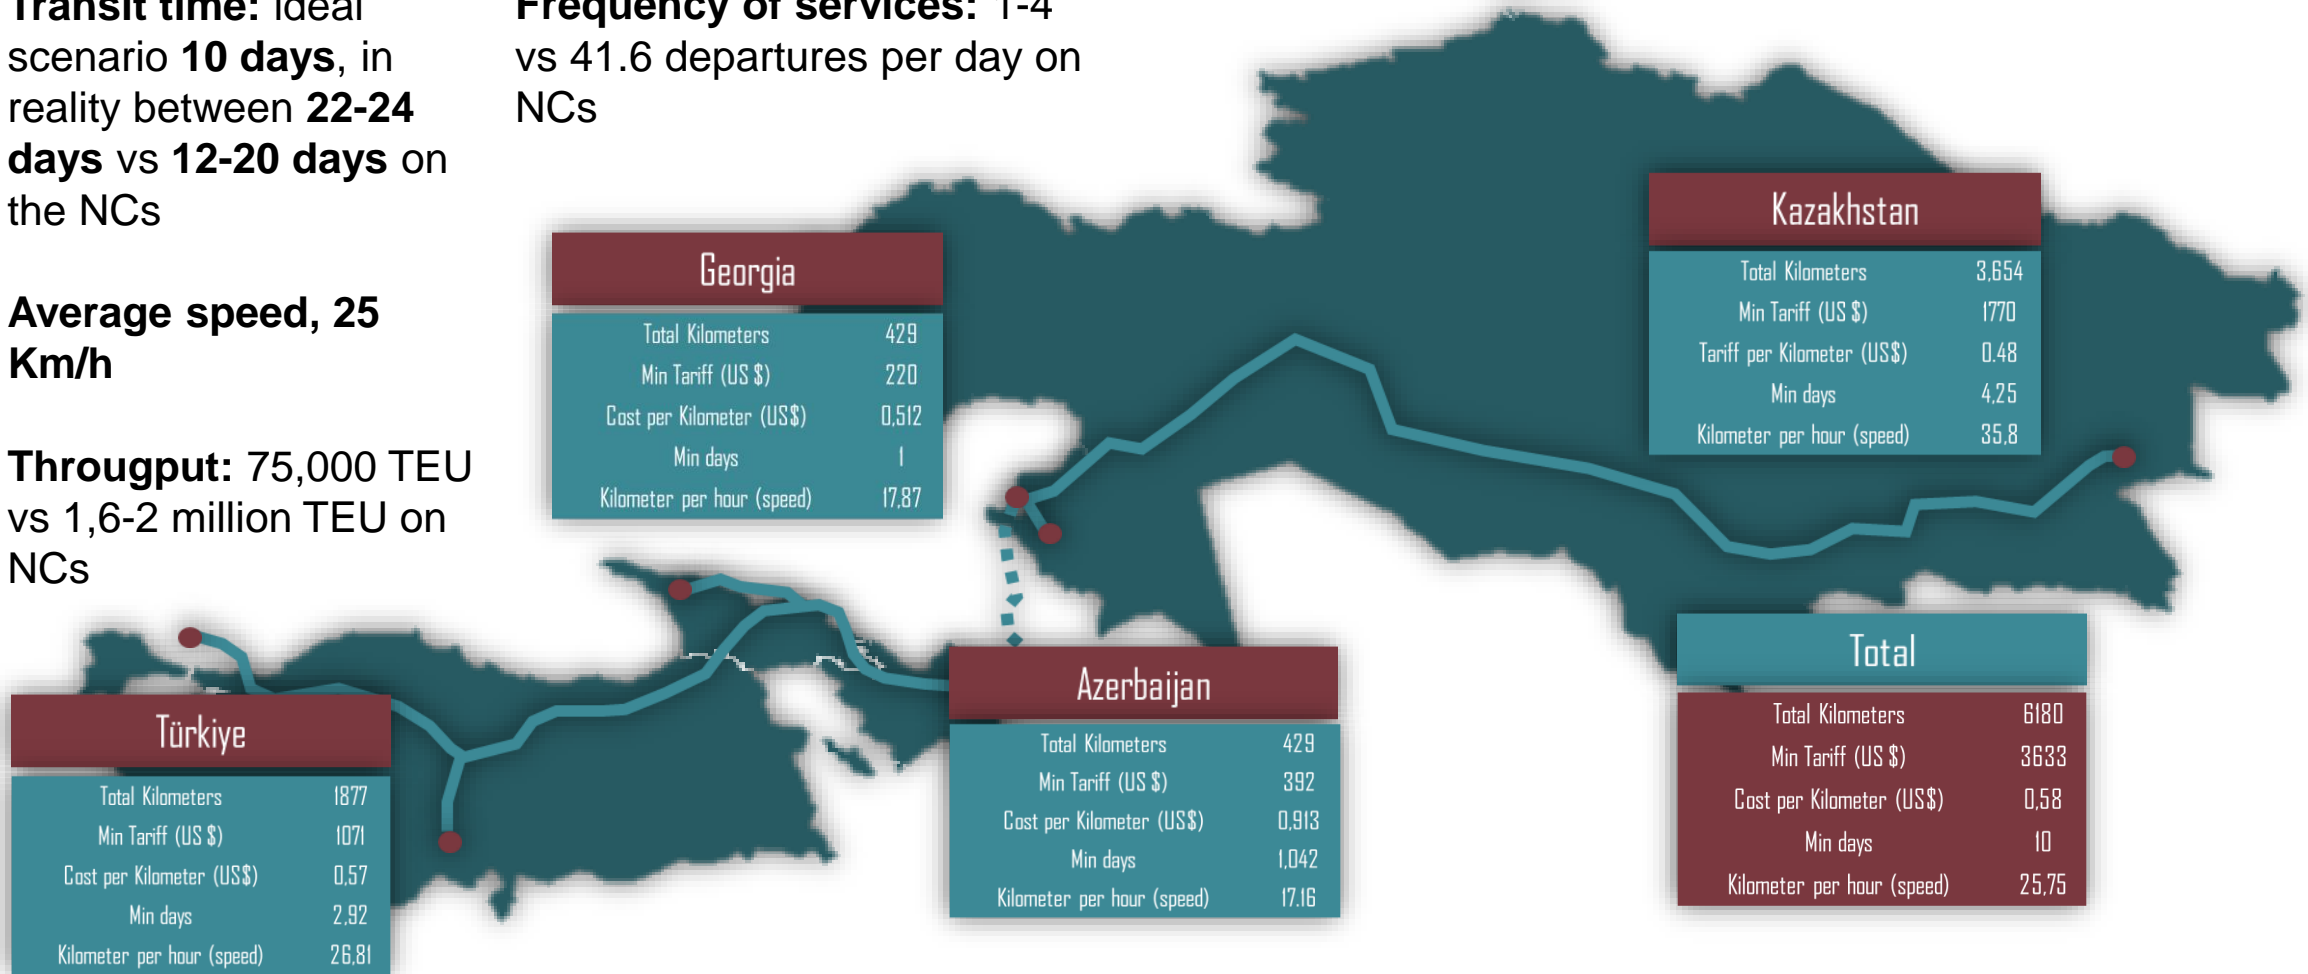 Transit time: ideal
scenario 10 days, in
reality between 22-24
days vs 12-20 days on
the NCs
Average speed, 25
Km/h
Througput: 75,000 TEU
vs 1,6-2 million TEU on
NCs
Frequency of services: 1-4
vs 41.6 departures per day on
NCs
Georgia
Total Kilometers 429
Min Tariff (US $) 220
Cost per Kilometer (US$) 0,512
Min days 1
Kilometer per hour (speed) 17,87
Kazakhstan
Total Kilometers 3,654
Min Tariff (US $) 1770
Tariff per Kilometer (US$) 0.48
Min days 4,25
Kilometer per hour (speed) 35,8
Türkiye
Total Kilometers 1877
Min Tariff (US $) 1071
Cost per Kilometer (US$) 0,57
Min days 2,92
Kilometer per hour (speed) 26,81
Azerbaijan
Total Kilometers 429
Min Tariff (US $) 392
Cost per Kilometer (US$) 0,913
Min days 1,042
Kilometer per hour (speed) 17.16
Total
Total Kilometers 6180
Min Tariff (US $) 3633
Cost per Kilometer (US$) 0,58
Min days 10
Kilometer per hour (speed) 25,75